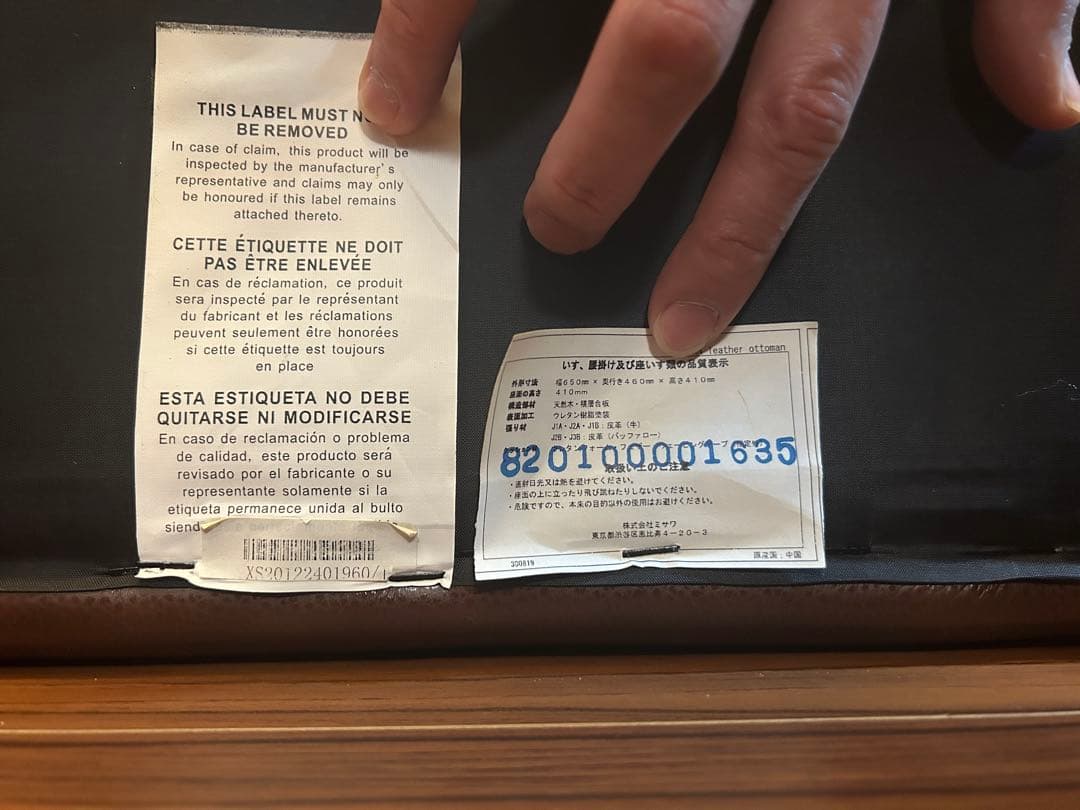 THIS LABEL MUST
BE REMOVED
In case of claim, this product will be
inspected by the manufacturer's
representative and claims may only
be honoured if this label remains
attached thereto.
CETTE ÉTIQUETTE NE DOIT
PAS ÊTRE ENLEVÉE
En cas de réclamation, ce produit
sera inspecté par le représentant
du fabricant et les réclamations
peuvent seulement être honorées
si cette étiquette est toujours
en place
ESTA ESTIQUETA NO DEBE
QUITARSE NI MODIFICARSE
En caso de reclamación o problema
de calidad, este producto será
revisado por el fabricante o su
representante solamente si la
etiqueta permanece unida al bulto
XS20122401960/
leather ottoman
いす、腰掛け及び座いす類の品質表示
外形寸法 幅650mm × 奥行き460mm × 高さ410mm
座面の高さ 410mm
構造部材 天然木・積層合板
表面加工 ウレタン樹脂塗装
張り材 J1A・J2A・J1B：皮革（牛）
J2B・J3B：皮革（バッファロー）
820100001635
取扱い上のご注意
・直射日光又は熱を避けてください。
・座面の上に立ったり飛び跳ねたりしないでください。
・危険ですので、本来の目的以外の使用はお避けください。
株式会社ミサワ
東京都渋谷区恵比寿4-20-3
300819
原産国：中国